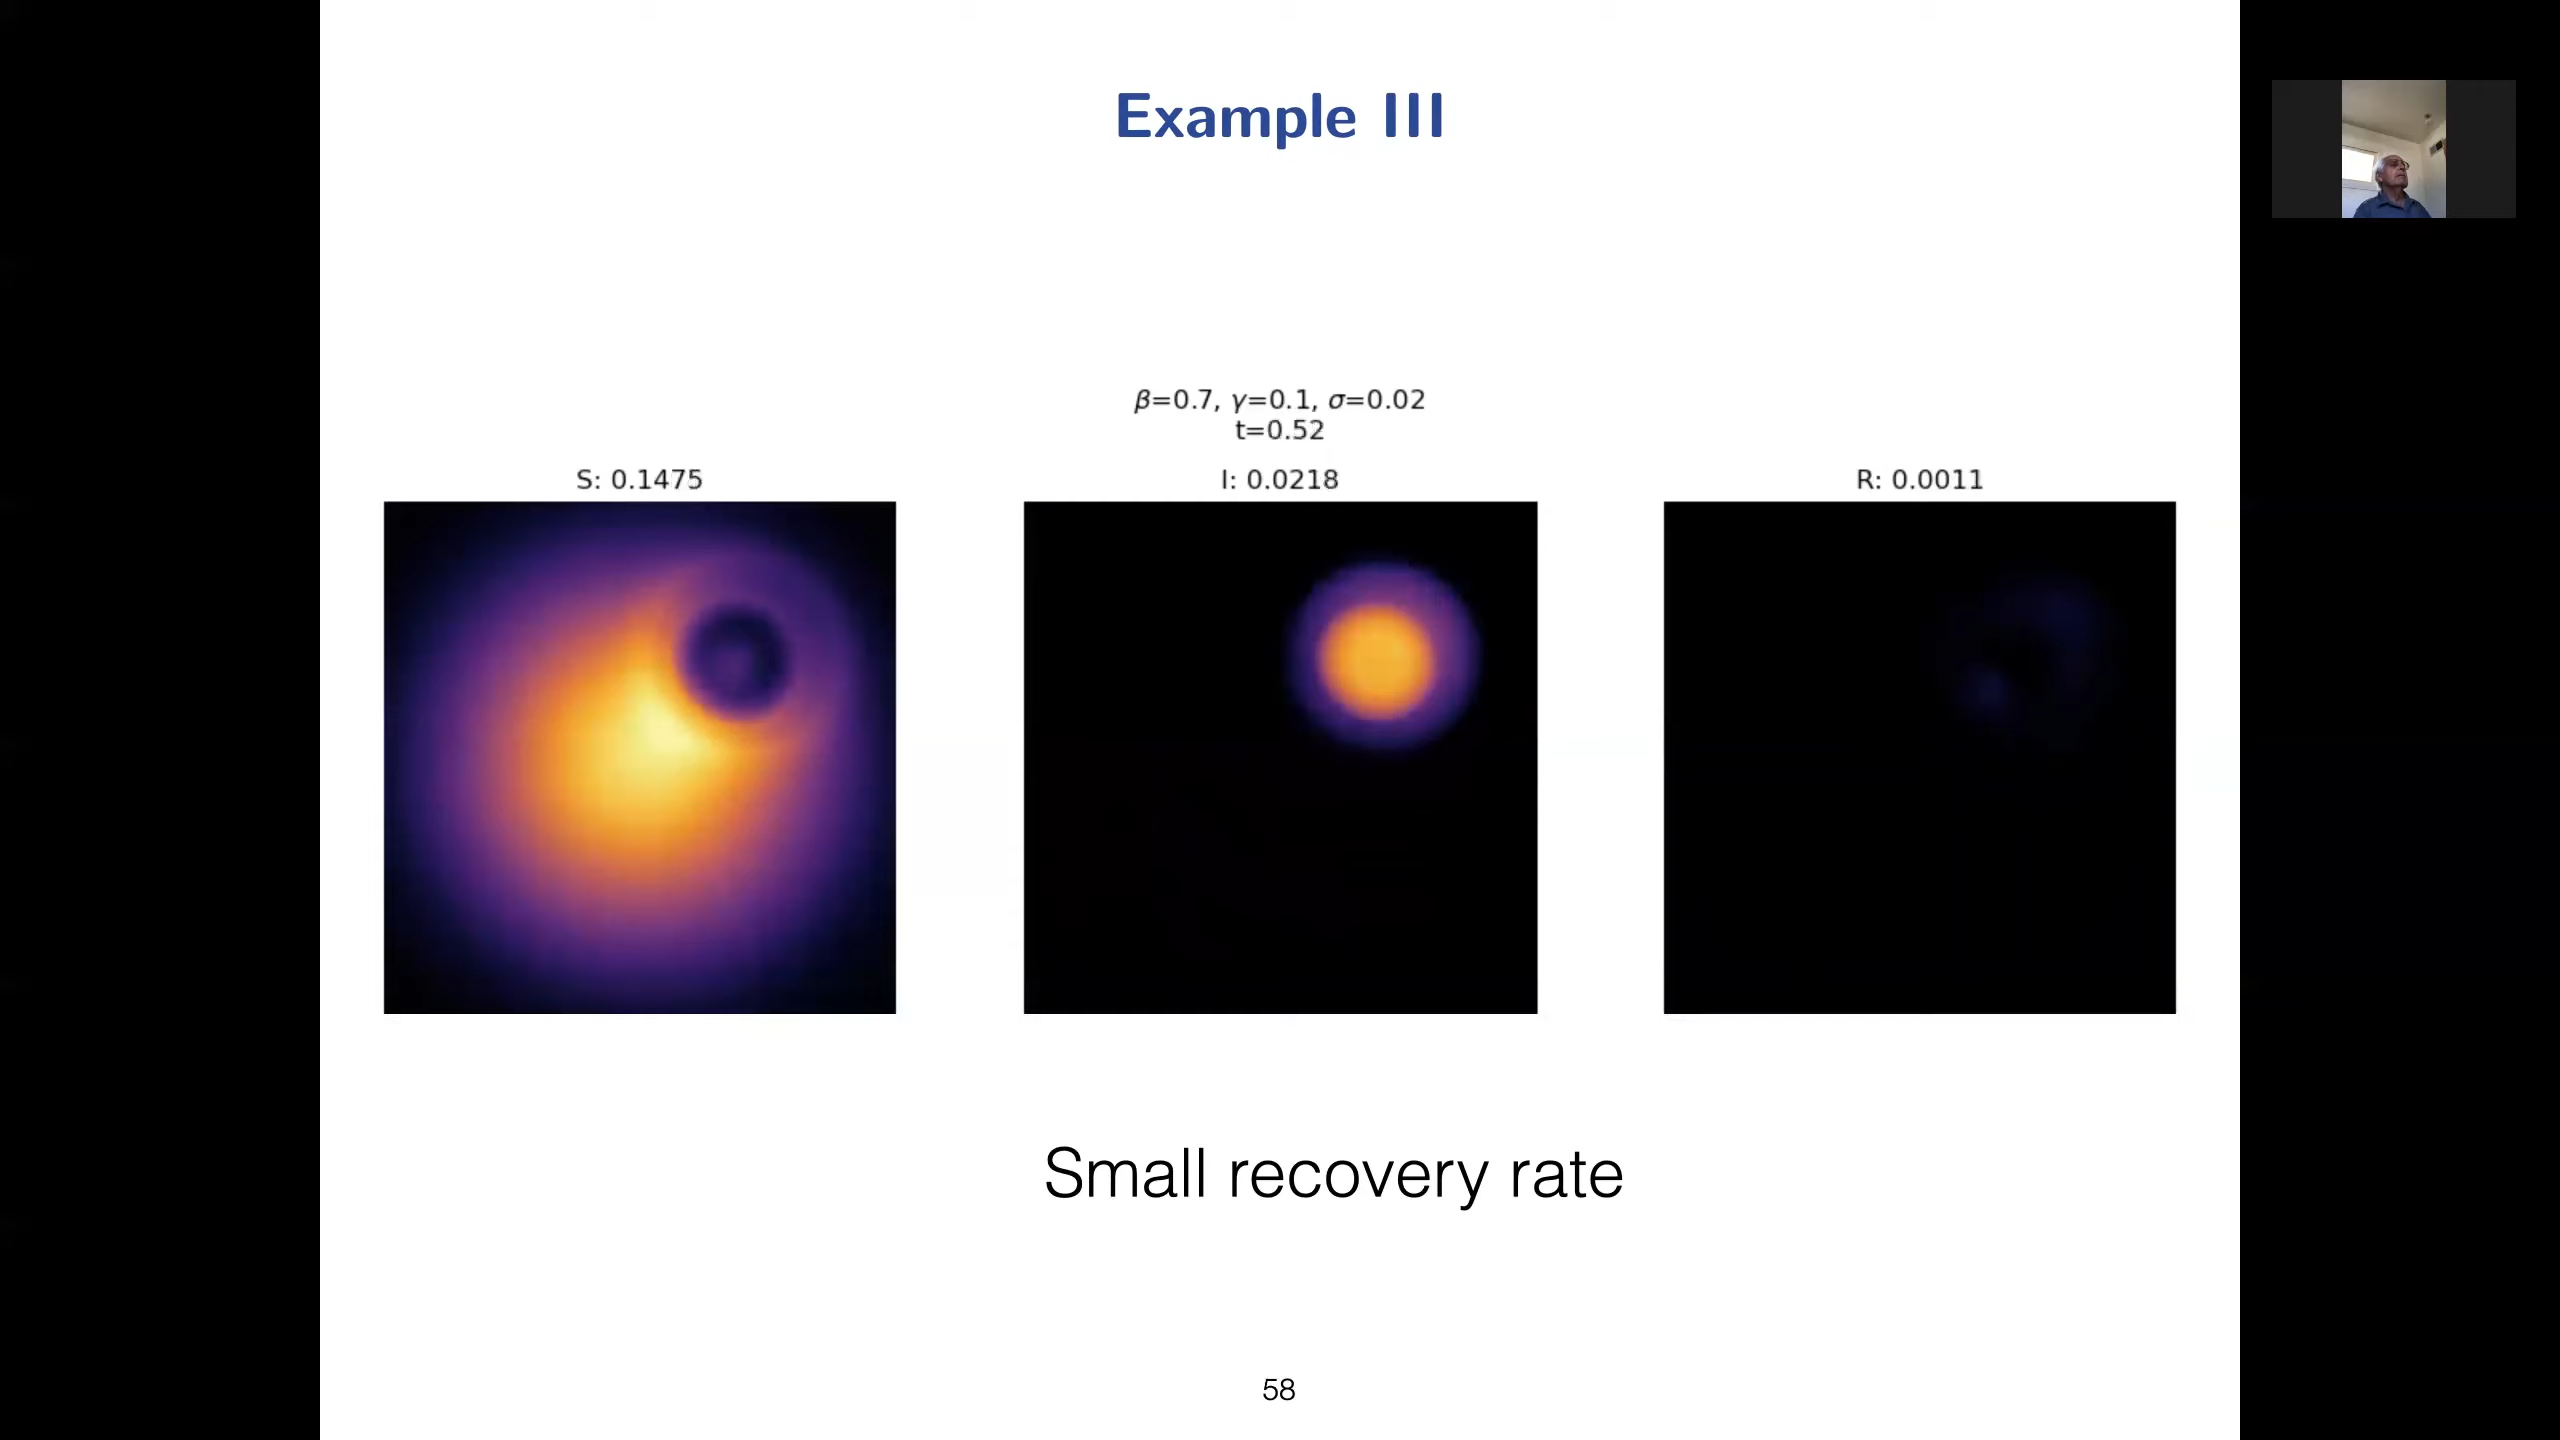 Example III
β=0.7, γ=0.1, σ=0.02
t=0.52
S: 0.1475
I: 0.0218
R: 0.0011
Small recovery rate
58